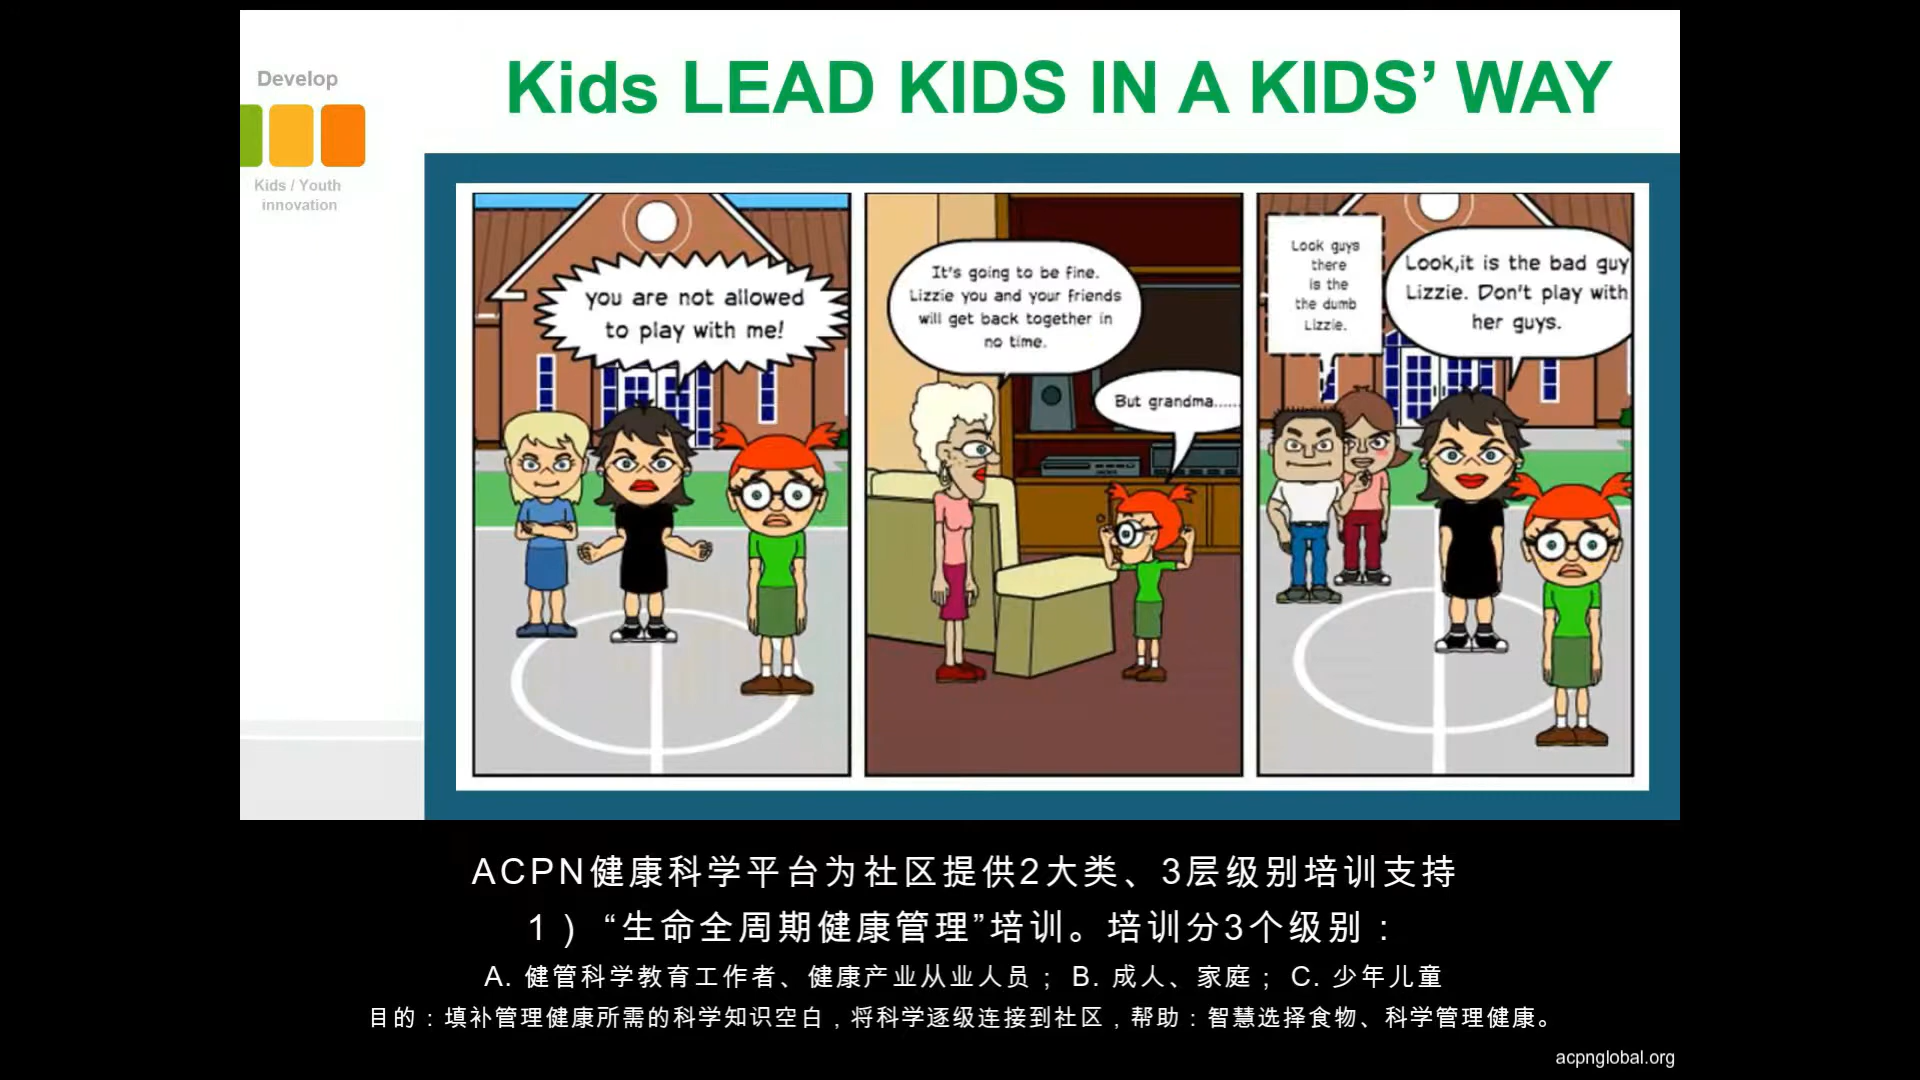 Develop
Kids / Youth
innovation
Kids LEAD KIDS IN A KIDS’ WAY
you are not allowed
to play with me!
It's going to be fine.
Lizzie you and your friends
will get back together in
no time.
But grandma......
Look guys
there
is the
the dumb
Lizzie.
Look,it is the bad guy
Lizzie. Don't play with
her guys.
ACPN健康科学平台为社区提供2大类、3层级别培训支持
1） “生命全周期健康管理”培训。培训分3个级别：
A. 健管科学教育工作者、健康产业从业人员； B. 成人、家庭； C. 少年儿童
目的：填补管理健康所需的科学知识空白，将科学逐级连接到社区，帮助：智慧选择食物、科学管理健康。
acpnglobal.org